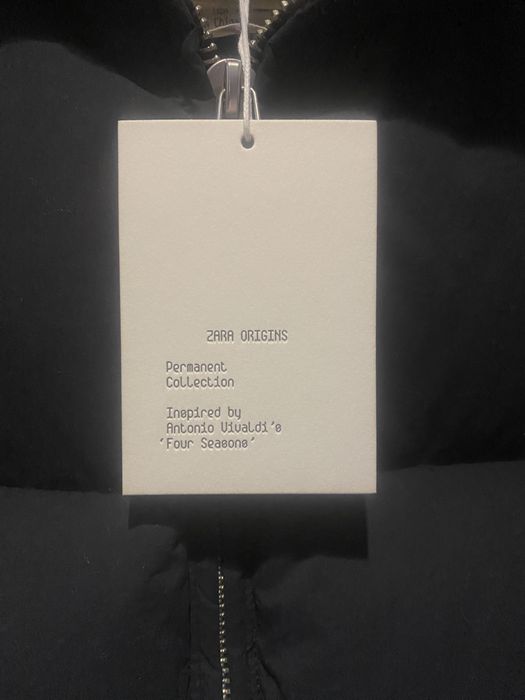 ZARA ORIGINS
Permanent
Collection
Inspired by
Antonio Vivaldi's
‘Four Seasons’